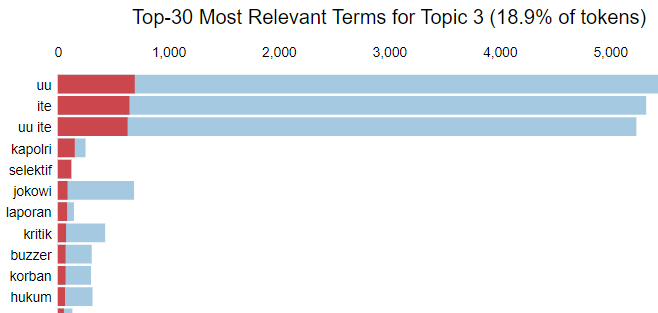 Top-30 Most Relevant Terms for Topic 3 (18.9% of tokens)
0 1,000 2,000 3,000 4,000 5,000
uu
ite
uu ite
kapolri
selektif
jokowi
laporan
kritik
buzzer
korban
hukum